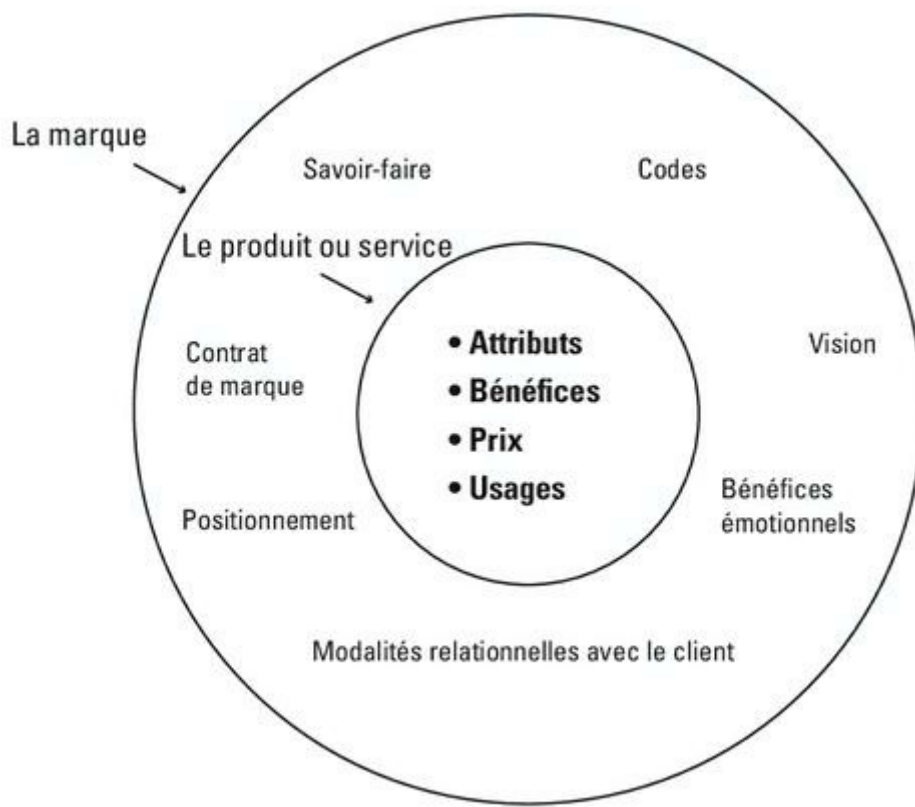 La marque
Savoir-faire
Codes
Le produit ou service
• Attributs
• Bénéfices
• Prix
• Usages
Contrat
de marque
Vision
Positionnement
Bénéfices
émotionnels
Modalités relationnelles avec le client